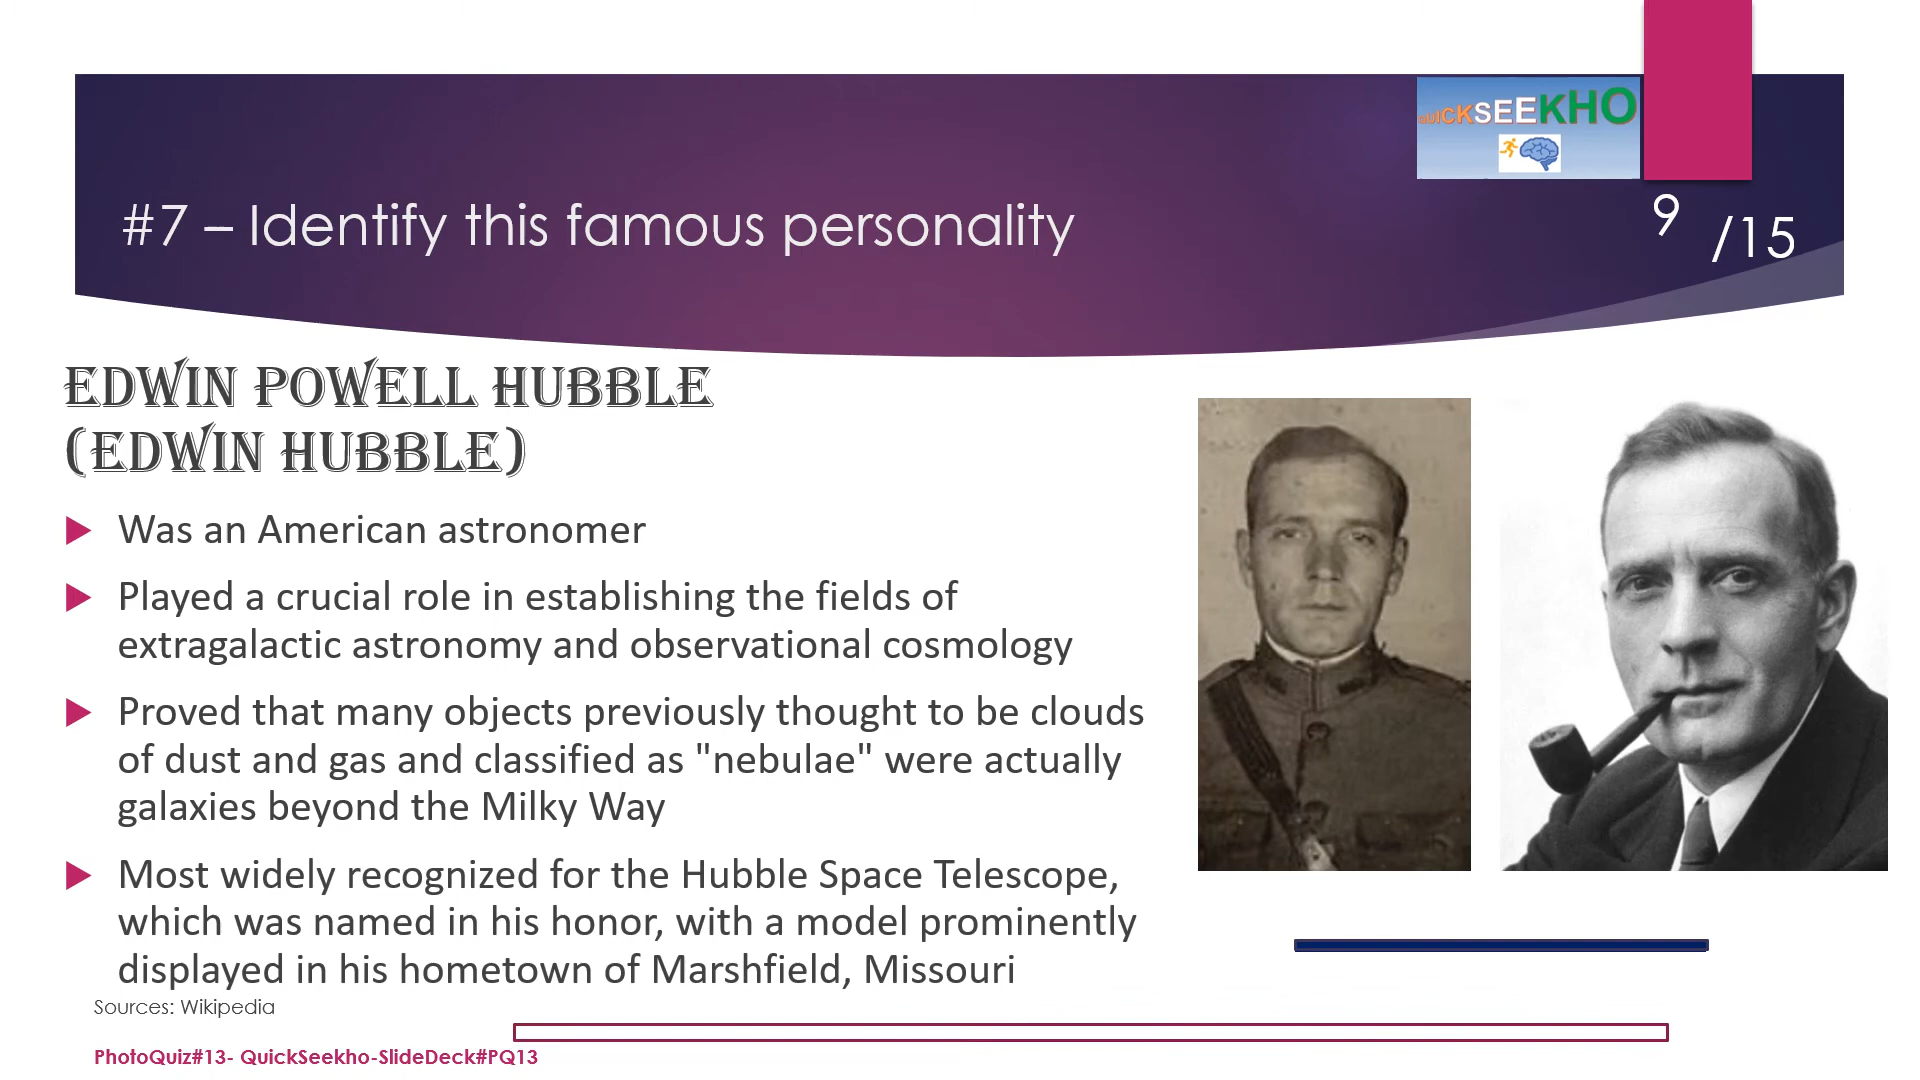 QUICKSEEKHO
#7 – Identify this famous personality
9 /15
EDWIN POWELL HUBBLE
(EDWIN HUBBLE)
Was an American astronomer
Played a crucial role in establishing the fields of
extragalactic astronomy and observational cosmology
Proved that many objects previously thought to be clouds
of dust and gas and classified as "nebulae" were actually
galaxies beyond the Milky Way
Most widely recognized for the Hubble Space Telescope,
which was named in his honor, with a model prominently
displayed in his hometown of Marshfield, Missouri
Sources: Wikipedia
PhotoQuiz#13- QuickSeekho-SlideDeck#PQ13